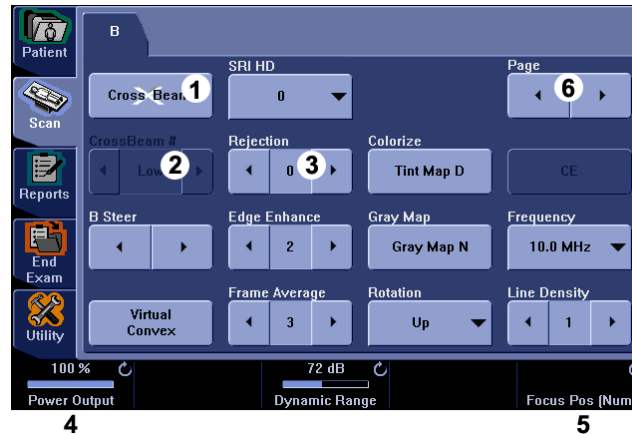 B
Patient
SRI HD
Page
Cross Beam 1
0
6
Scan
CrossBeam #
Rejection
Colorize
Low 2
0 3
Tint Map D
CE
Reports
B Steer
Edge Enhance
Gray Map
Frequency
2
Gray Map N
10.0 MHz
End
Exam
Frame Average
Rotation
Line Density
Virtual
Convex
3
Up
1
Utility
100 %
72 dB
Power Output
Dynamic Range
Focus Pos (Num
4
5